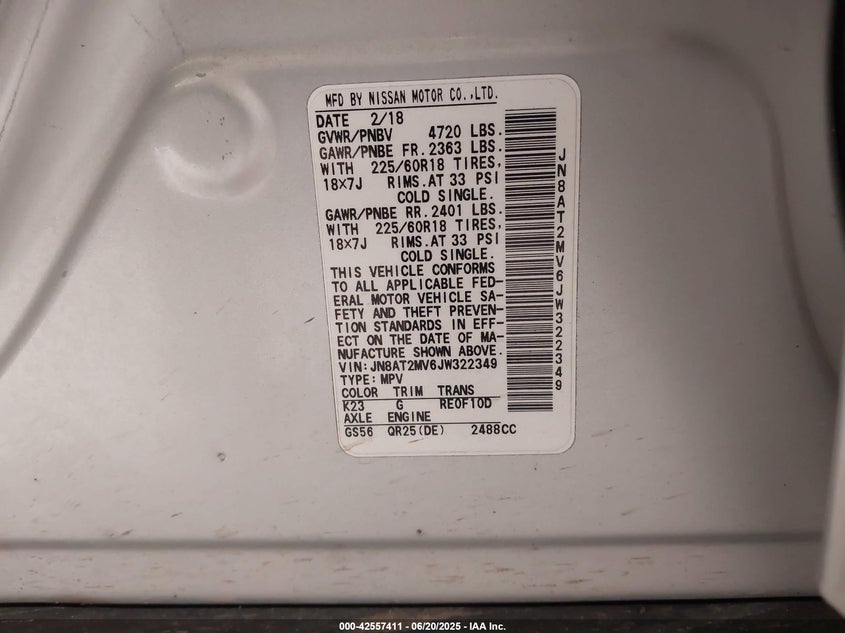 MFD BY NISSAN MOTOR CO.,LTD.
DATE 2/18
GVWR/PNBV 4720 LBS.
GAWR/PNBE FR. 2363 LBS.
WITH 225/60R18 TIRES,
18X7J RIMS. AT 33 PSI
COLD SINGLE.
GAWR/PNBE RR. 2401 LBS.
WITH 225/60R18 TIRES,
18X7J RIMS. AT 33 PSI
COLD SINGLE.
THIS VEHICLE CONFORMS
TO ALL APPLICABLE FED-
ERAL MOTOR VEHICLE SA-
FETY AND THEFT PREVEN-
TION STANDARDS IN EFF-
ECT ON THE DATE OF MA-
NUFACTURE SHOWN ABOVE.
VIN: JN8AT2MV6JW322349
TYPE: MPV
COLOR TRIM TRANS
K23 G RE0F10D
AXLE ENGINE
GS56 QR25(DE) 2488CC
JN8AT2MV6JW322349
000-42557411 - 06/20/2025 - IAA Inc.